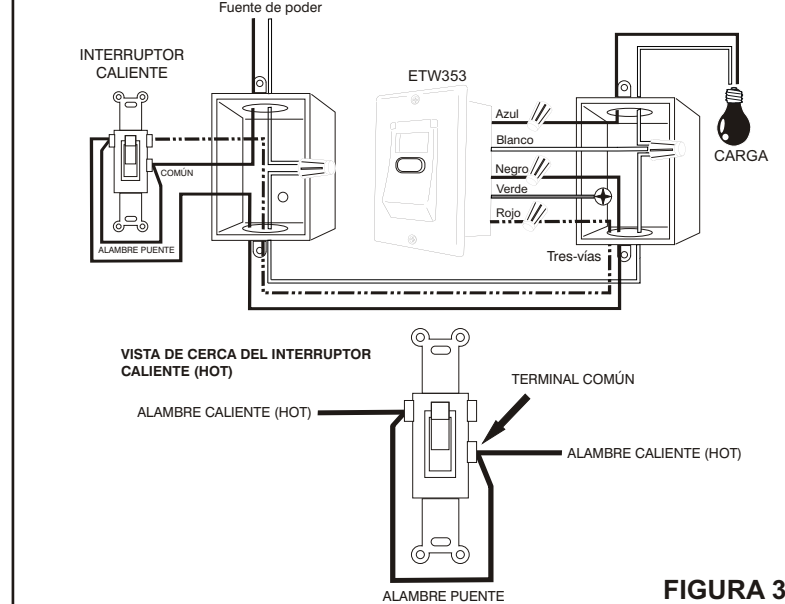 Fuente de poder
INTERRUPTOR
CALIENTE
ETW353
Azul
Blanco
Negro
Verde
Rojo
CARGA
COMÚN
ALAMBRE PUENTE
Tres-vías
VISTA DE CERCA DEL INTERRUPTOR
CALIENTE (HOT)
TERMINAL COMÚN
ALAMBRE CALIENTE (HOT)
ALAMBRE CALIENTE (HOT)
ALAMBRE PUENTE
FIGURA 3